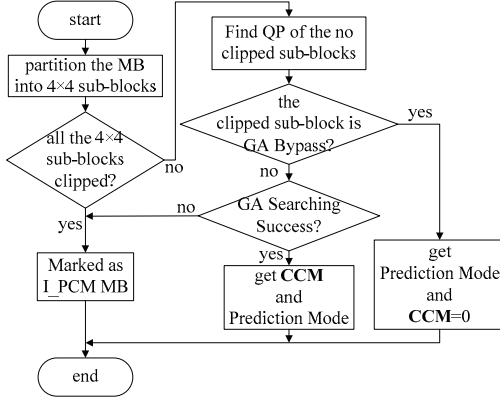 start
partition the MB
into 4×4 sub-blocks
all the 4×4
sub-blocks
clipped?
no
yes
Marked as
I_PCM MB
end
Find QP of the no
clipped sub-blocks
the
clipped sub-block is
GA Bypass?
yes
no
GA Searching
Success?
no
yes
get CCM
and
Prediction Mode
get
Prediction Mode
and
CCM=0